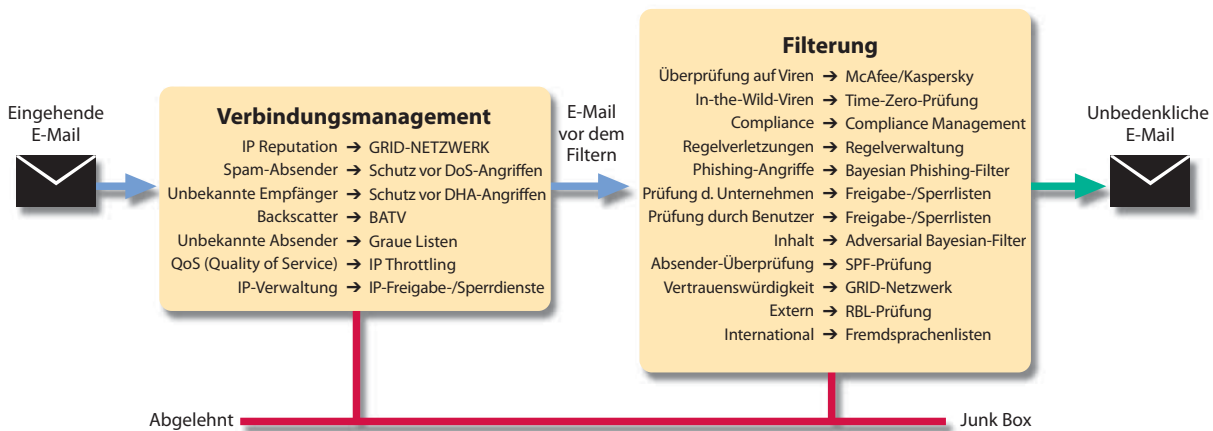 Eingehende
E-Mail
Verbindungsmanagement
IP Reputation ➔ GRID-NETZWERK
Spam-Absender ➔ Schutz vor DoS-Angriffen
Unbekannte Empfänger ➔ Schutz vor DHA-Angriffen
Backscatter ➔ BATV
Unbekannte Absender ➔ Graue Listen
QoS (Quality of Service) ➔ IP Throttling
IP-Verwaltung ➔ IP-Freigabe-/Sperrdienste
E-Mail
vor dem
Filtern
Filterung
Überprüfung auf Viren ➔ McAfee/Kaspersky
In-the-Wild-Viren ➔ Time-Zero-Prüfung
Compliance ➔ Compliance Management
Regelverletzungen ➔ Regelverwaltung
Phishing-Angriffe ➔ Bayesian Phishing-Filter
Prüfung d. Unternehmen ➔ Freigabe-/Sperrlisten
Prüfung durch Benutzer ➔ Freigabe-/Sperrlisten
Inhalt ➔ Adversarial Bayesian-Filter
Absender-Überprüfung ➔ SPF-Prüfung
Vertrauenswürdigkeit ➔ GRID-Netzwerk
Extern ➔ RBL-Prüfung
International ➔ Fremdsprachenlisten
Unbedenkliche
E-Mail
Abgelehnt
Junk Box